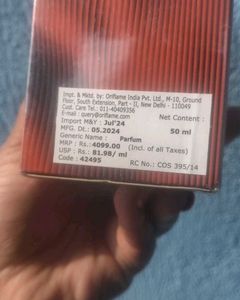 Impt. & Mktd. by: Oriflame India Pvt. Ltd., M-10, Ground
Floor, South Extension, Part - II, New Delhi - 110049
Cust. Care Tel.: 011-40409356
E-mail : query@oriflame.com
Import M&Y : Jul'24
Net Content :
MFG. Dt.: 05.2024
50 ml
Generic Name : Parfum
MRP : Rs.: 4099.00 (Incl. of all Taxes)
USP : Rs.: 81.98/ ml
Code : 42495
RC No.: COS 395/14